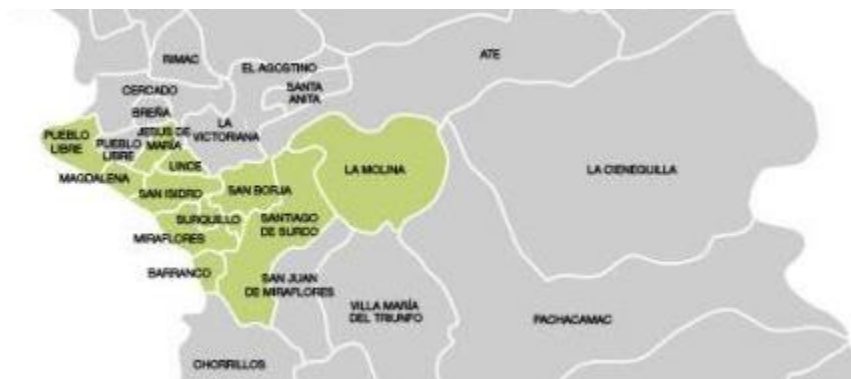 RIMAC
ATE
EL AGOSTINO
SANTA
ANITA
CERCADO
BREÑA
LA
VICTORIANA
PUEBLO
LIBRE
PUEBLO
LIBRE
JESUS DE
MARÍA
LINCE
MAGDALENA
SAN ISIDRO
SAN BORJA
LA MOLINA
LA CIENEQUILLA
SURQUILLO
SANTIAGO
DE SURCO
MIRAFLORES
BARRANCO
SAN JUAN
DE MIRAFLORES
VILLA MARÍA
DEL TRIUNFO
PACHACAMAC
CHORRILLOS